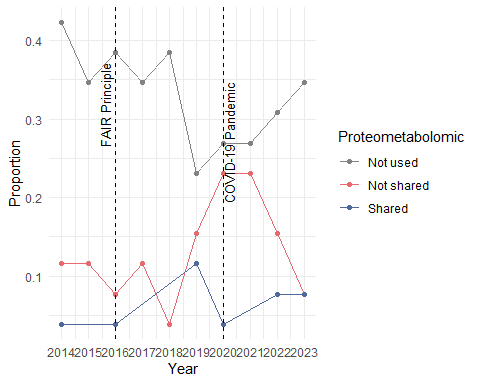 0.4
0.3
0.2
0.1
Proportion
FAIR Principle
COVID-19 Pandemic
2014 2015 2016 2017 2018 2019 2020 2021 2022 2023
Year
Proteometabolomic
Not used
Not shared
Shared